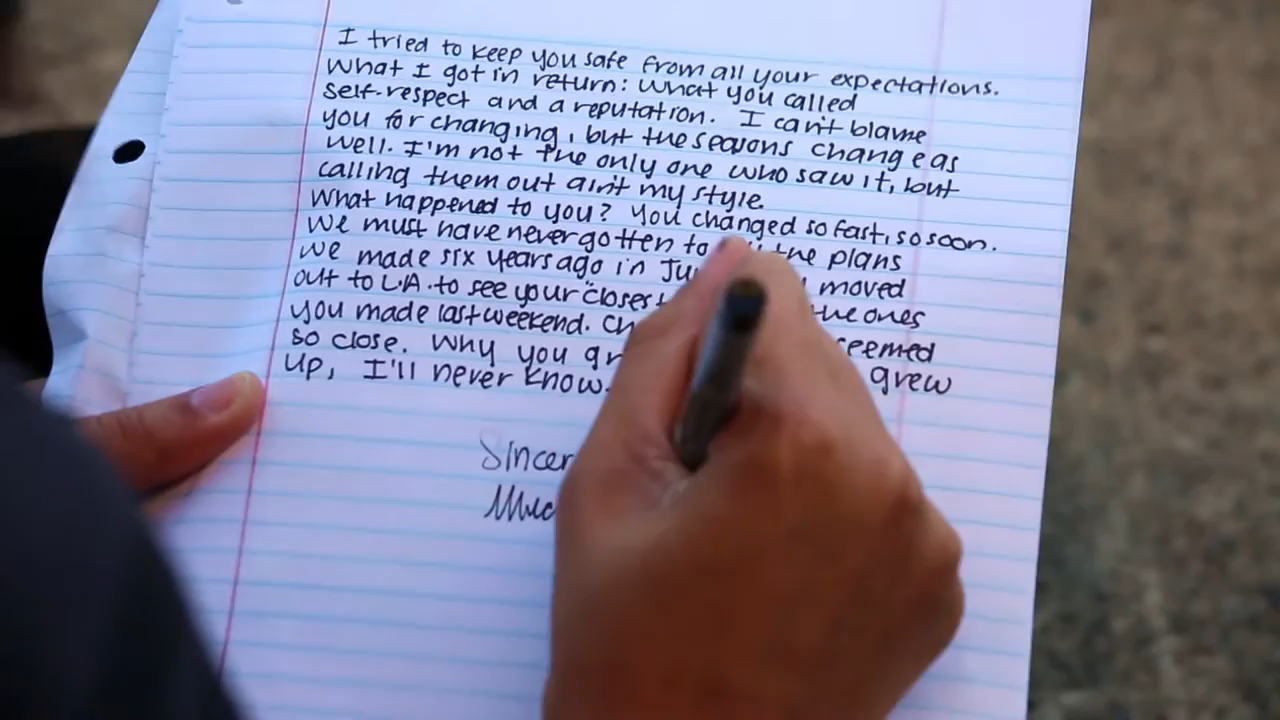 I tried to keep you safe from all your expectations.
What I got in return: what you called
self-respect and a reputation. I can't blame
you for changing, but the seasons change as
well. I'm not the only one who saw it, but
calling them out ain't my style.
What happened to you? You changed so fast, so soon.
We must have never gotten to the plans
we made six years ago in moved
out to L.A. to see your the ones
you made last weekend. seemed
so close. Why you grew
up, I'll never know.